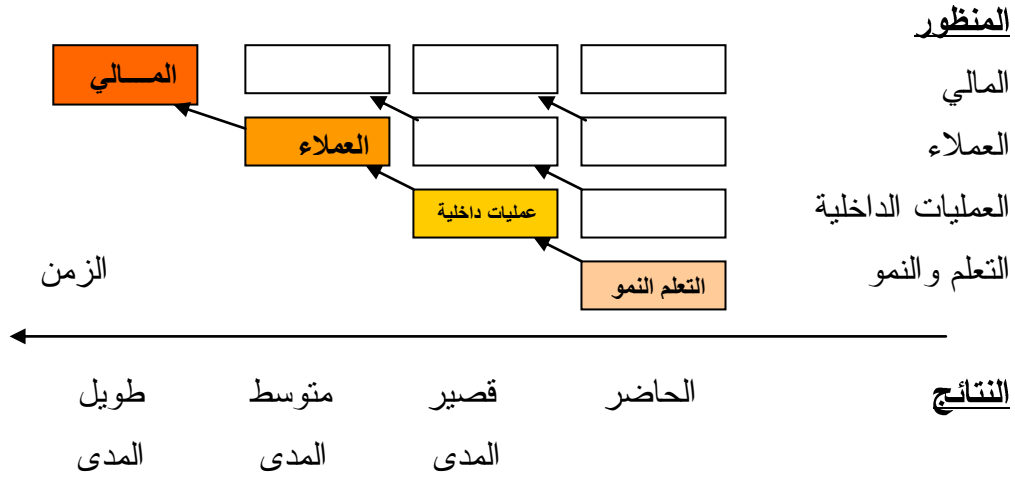 المنظور
المالي
المـــــالي
العملاء
العملاء
العمليات الداخلية
عمليات داخلية
التعلم والنمو
التعلم النمو
الزمن
النتائج
الحاضر
قصير
المدى
متوسط
المدى
طويل
المدى